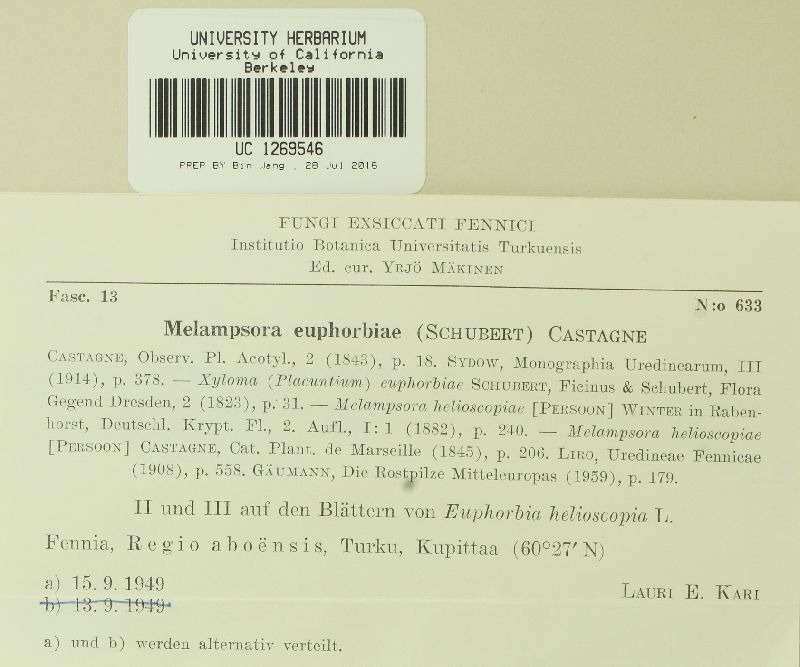 UNIVERSITY HERBARIUM
University of California
Berkeley
UC 1269546
PREP BY Bin Jang , 28 Jul 2016
FUNGI EXSICCATI FENNICI
Institutio Botanica Universitatis Turkuensis
Ed. cur. YRJÖ MÄKINEN
Fasc. 13
N:o 633
Melampsora euphorbiae (SCHUBERT) CASTAGNE
CASTAGNE, Observ. Pl. Acotyl., 2 (1843), p. 18. SYDOW, Monographia Uredinearum, III
(1914), p. 378. — Xyloma (Placuntium) euphorbiae SCHUBERT, Ficinus & Schubert, Flora
Gegend Dresden, 2 (1823), p. 31. — Melampsora helioscopiae [PERSOON] WINTER in Raben-
horst, Deutschl. Krypt. Fl., 2. Aufl., I: 1 (1882), p. 240. — Melampsora helioscopiae
[PERSOON] CASTAGNE, Cat. Plant. de Marseille (1845), p. 206. LIRO, Uredineae Fennicae
(1908), p. 558. GÄUMANN, Die Rostpilze Mitteleuropas (1959), p. 179.
II und III auf den Blättern von Euphorbia helioscopia L.
Fennia, Regio aboënsis, Turku, Kupittaa (60°27′ N)
a) 15. 9. 1949
LAURI E. KARI
b) 13. 9. 1949
a) und b) werden alternativ verteilt.